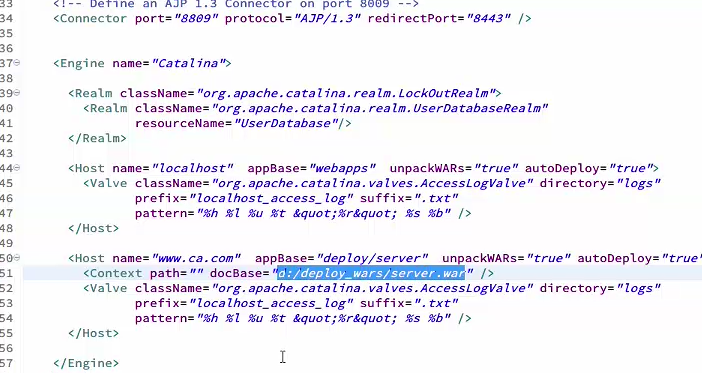 33 <!-- Define an AJP 1.3 Connector on port 8009 -->
34 <Connector port="8809" protocol="AJP/1.3" redirectPort="8443" />
35
36
37 <Engine name="Catalina">
38
39 <Realm className="org.apache.catalina.realm.LockOutRealm">
40 <Realm className="org.apache.catalina.realm.UserDatabaseRealm"
41 resourceName="UserDatabase"/>
42 </Realm>
43
44 <Host name="localhost" appBase="webapps" unpackWARs="true" autoDeploy="true">
45 <Valve className="org.apache.catalina.valves.AccessLogValve" directory="logs"
46 prefix="localhost_access_log" suffix=".txt"
47 pattern="%h %l %u %t &quot;%r&quot; %s %b" />
48 </Host>
49
50 <Host name="www.ca.com" appBase="deploy/server" unpackWARs="true" autoDeploy="true"
51 <Context path="" docBase="d:/deploy_wars/server.war" />
52 <Valve className="org.apache.catalina.valves.AccessLogValve" directory="logs"
53 prefix="localhost_access_log" suffix=".txt"
54 pattern="%h %l %u %t &quot;%r&quot; %s %b" />
55 </Host>
56
57 </Engine>